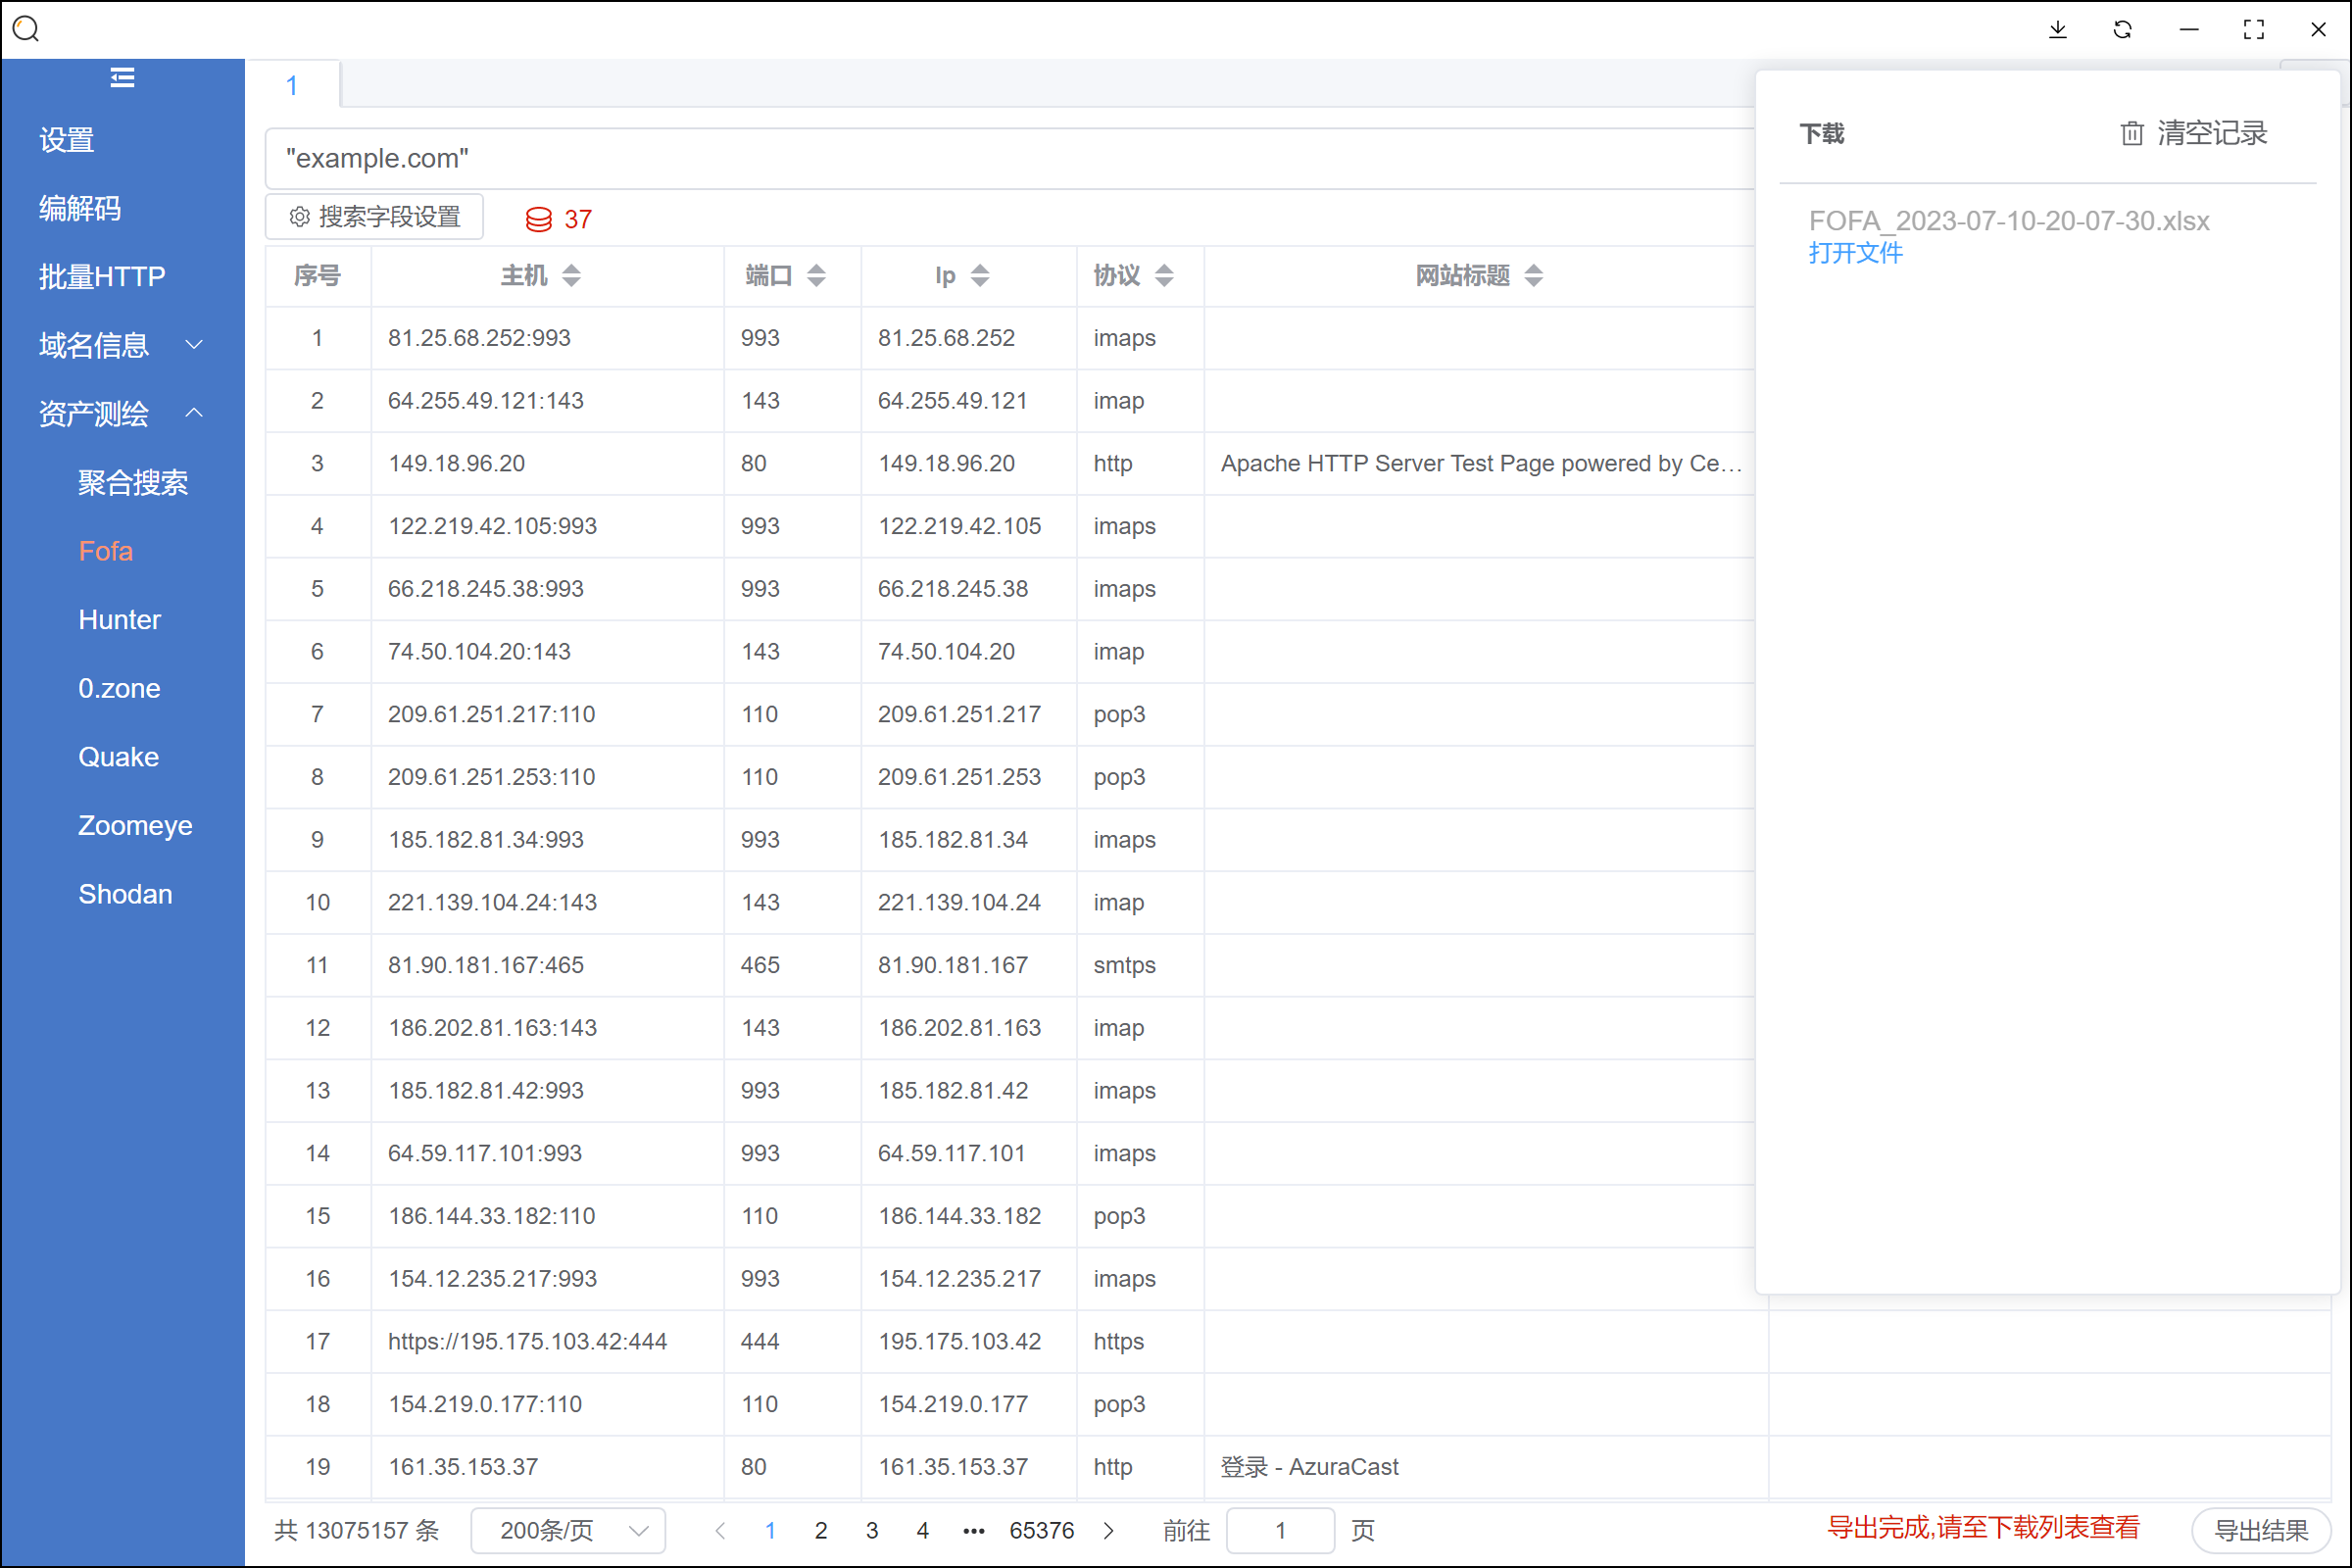 1
设置
编解码
批量HTTP
域名信息
资产测绘
聚合搜索
Fofa
Hunter
0.zone
Quake
Zoomeye
Shodan
"example.com"
搜索字段设置 37
序号 主机 端口 Ip 协议 网站标题
1 81.25.68.252:993 993 81.25.68.252 imaps
2 64.255.49.121:143 143 64.255.49.121 imap
3 149.18.96.20 80 149.18.96.20 http Apache HTTP Server Test Page powered by Ce…
4 122.219.42.105:993 993 122.219.42.105 imaps
5 66.218.245.38:993 993 66.218.245.38 imaps
6 74.50.104.20:143 143 74.50.104.20 imap
7 209.61.251.217:110 110 209.61.251.217 pop3
8 209.61.251.253:110 110 209.61.251.253 pop3
9 185.182.81.34:993 993 185.182.81.34 imaps
10 221.139.104.24:143 143 221.139.104.24 imap
11 81.90.181.167:465 465 81.90.181.167 smtps
12 186.202.81.163:143 143 186.202.81.163 imap
13 185.182.81.42:993 993 185.182.81.42 imaps
14 64.59.117.101:993 993 64.59.117.101 imaps
15 186.144.33.182:110 110 186.144.33.182 pop3
16 154.12.235.217:993 993 154.12.235.217 imaps
17 https://195.175.103.42:444 444 195.175.103.42 https
18 154.219.0.177:110 110 154.219.0.177 pop3
19 161.35.153.37 80 161.35.153.37 http 登录 - AzuraCast
共 13075157 条 200条/页 1 2 3 4 ••• 65376 前往 1 页 导出完成,请至下载列表查看 导出结果
下载 清空记录
FOFA_2023-07-10-20-07-30.xlsx
打开文件